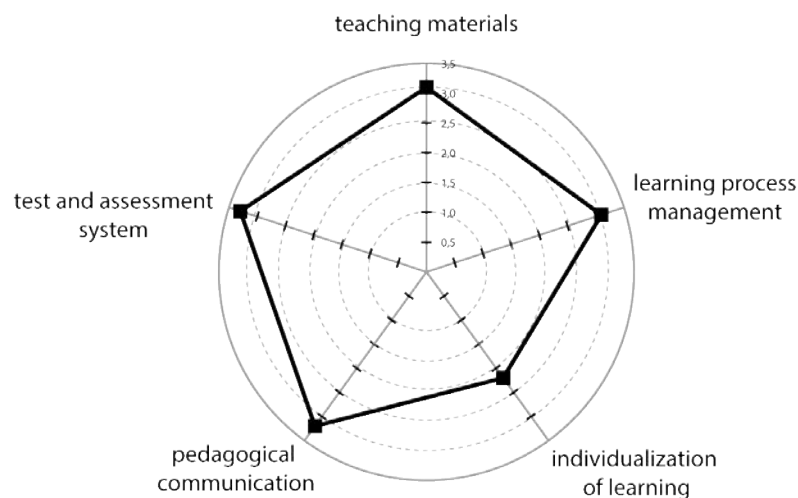 teaching materials
3,5
3,0
2,5
2,0
1,5
1,0
0,5
learning process
management
test and assessment
system
pedagogical
communication
individualization
of learning